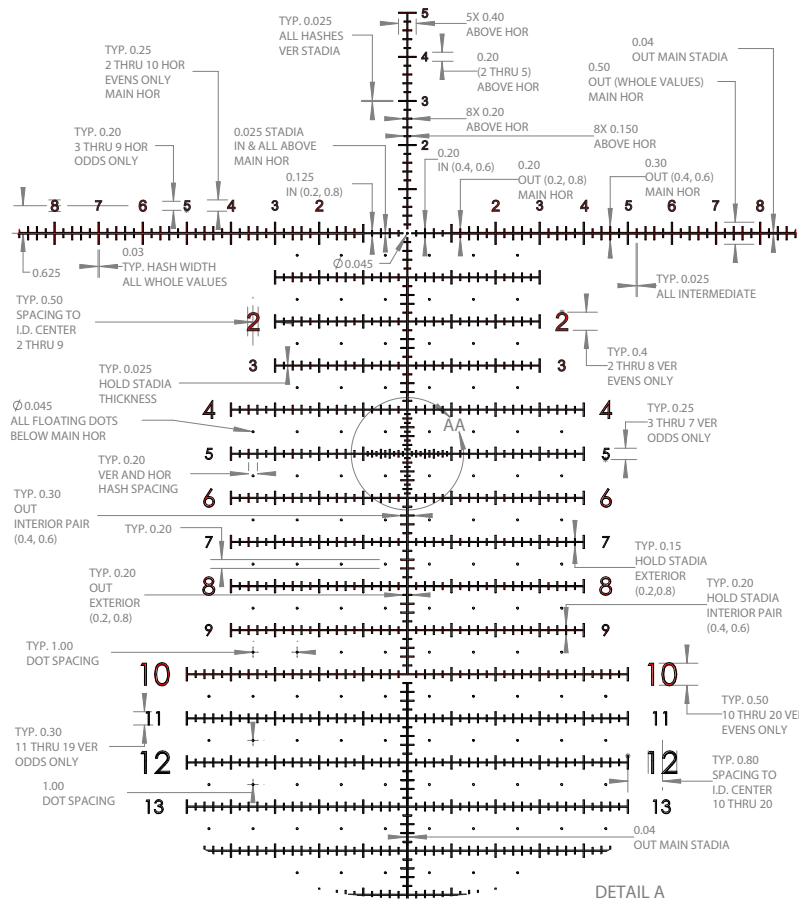 TYP. 0.025
ALL HASHES
VER STADIA
5
5X 0.40
ABOVE HOR
4
0.20
(2 THRU 5)
ABOVE HOR
0.04
OUT MAIN STADIA
TYP. 0.25
2 THRU 10 HOR
EVENS ONLY
MAIN HOR
0.50
OUT (WHOLE VALUES)
MAIN HOR
3
8X 0.20
ABOVE HOR
8X 0.150
ABOVE HOR
TYP. 0.20
3 THRU 9 HOR
ODDS ONLY
0.025 STADIA
IN & ALL ABOVE
MAIN HOR
2
0.20
IN (0.4, 0.6)
0.20
OUT (0.2, 0.8)
MAIN HOR
0.30
OUT (0.4, 0.6)
MAIN HOR
0.125
IN (0.2, 0.8)
8 7 6 5 4 3 2 2 3 4 5 6 7 8
0.625
0.03
TYP. HASH WIDTH
ALL WHOLE VALUES
Ø 0.045
TYP. 0.025
ALL INTERMEDIATE
TYP. 0.50
SPACING TO
I.D. CENTER
2 THRU 9
2 2
TYP. 0.4
2 THRU 8 VER
EVENS ONLY
3 3
TYP. 0.025
HOLD STADIA
THICKNESS
Ø 0.045
ALL FLOATING DOTS
BELOW MAIN HOR
4 4
AA
TYP. 0.25
3 THRU 7 VER
ODDS ONLY
5 5
TYP. 0.20
VER AND HOR
HASH SPACING
6 6
TYP. 0.30
OUT
INTERIOR PAIR
(0.4, 0.6)
TYP. 0.20
7 7
TYP. 0.15
HOLD STADIA
EXTERIOR
(0.2,0.8)
TYP. 0.20
OUT
EXTERIOR
(0.2, 0.8)
8 8
TYP. 0.20
HOLD STADIA
INTERIOR PAIR
(0.4, 0.6)
9 9
TYP. 1.00
DOT SPACING
10 10
TYP. 0.50
10 THRU 20 VER
EVENS ONLY
11 11
TYP. 0.30
11 THRU 19 VER
ODDS ONLY
12 12
TYP. 0.80
SPACING TO
I.D. CENTER
10 THRU 20
1.00
DOT SPACING
13 13
0.04
OUT MAIN STADIA
DETAIL A